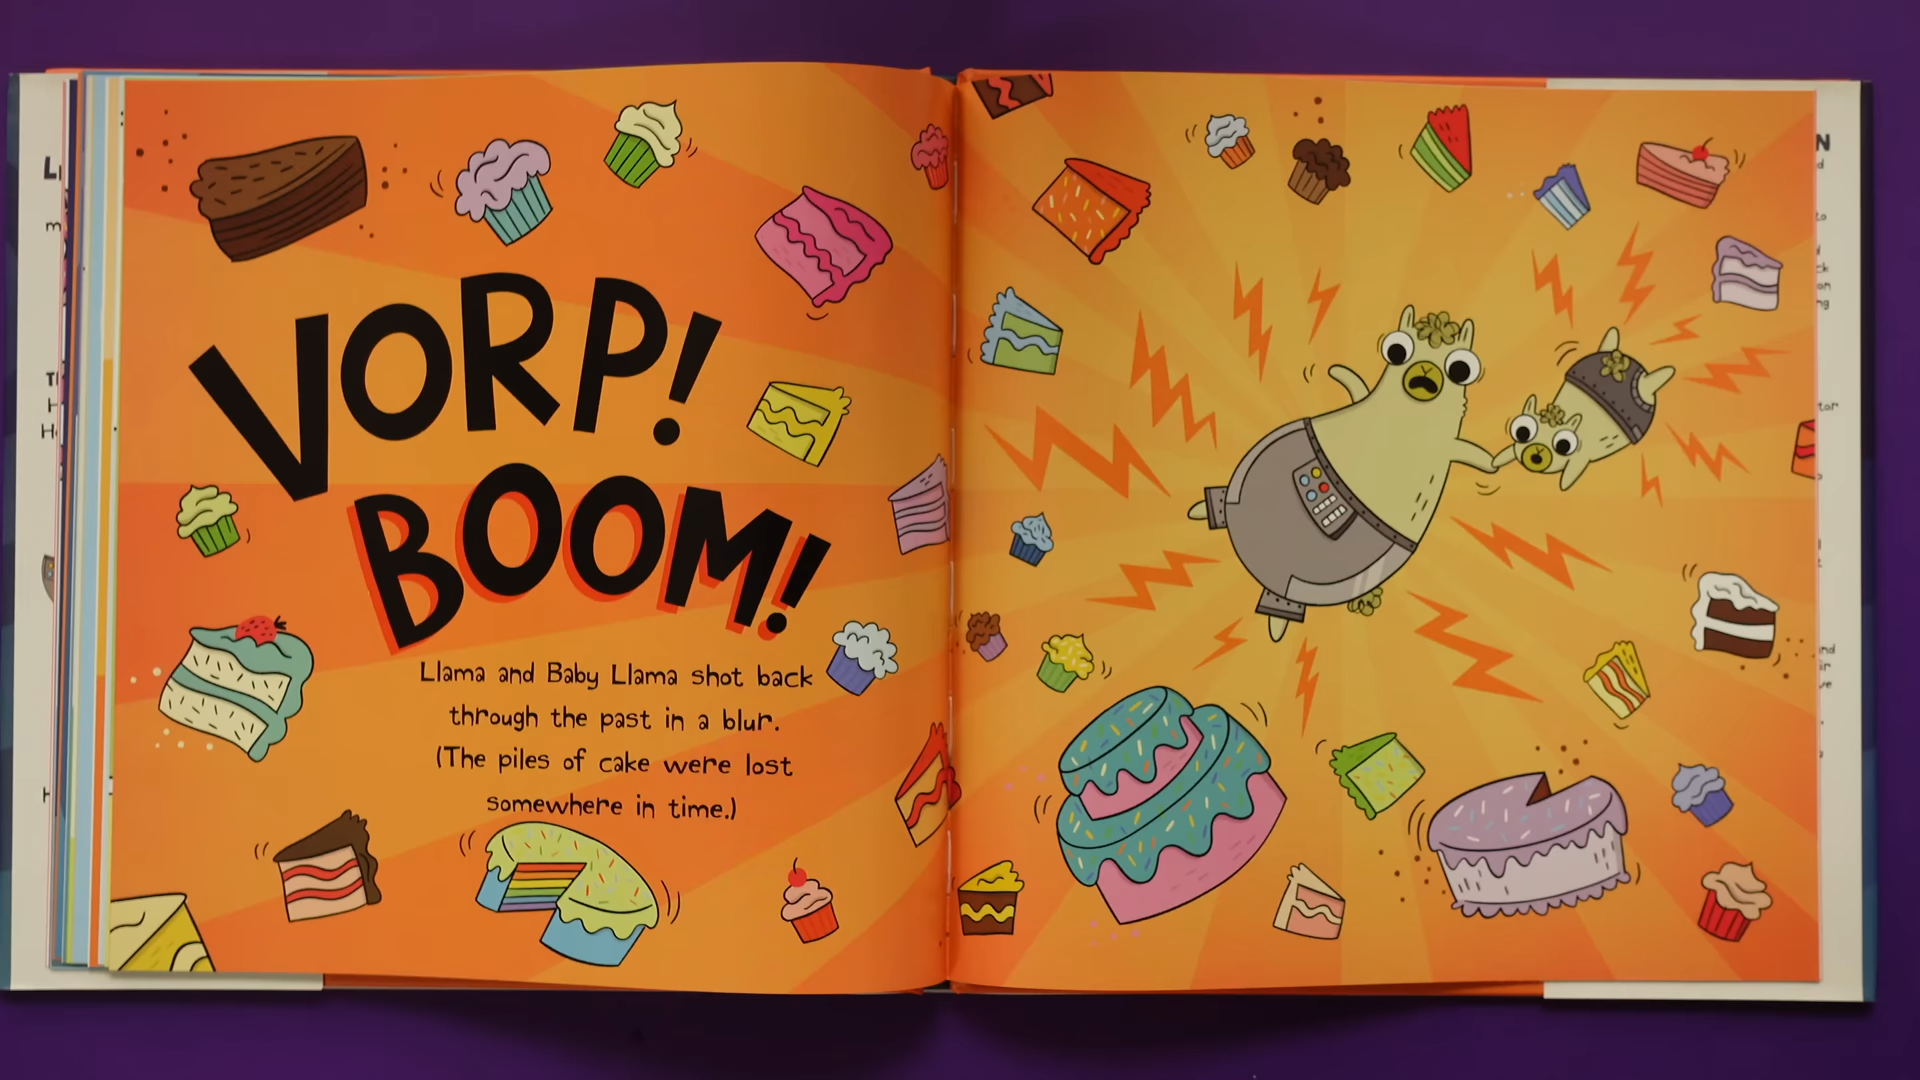 VORP!
BOOM!
Llama and Baby Llama shot back
through the past in a blur.
(The piles of cake were lost
somewhere in time.)